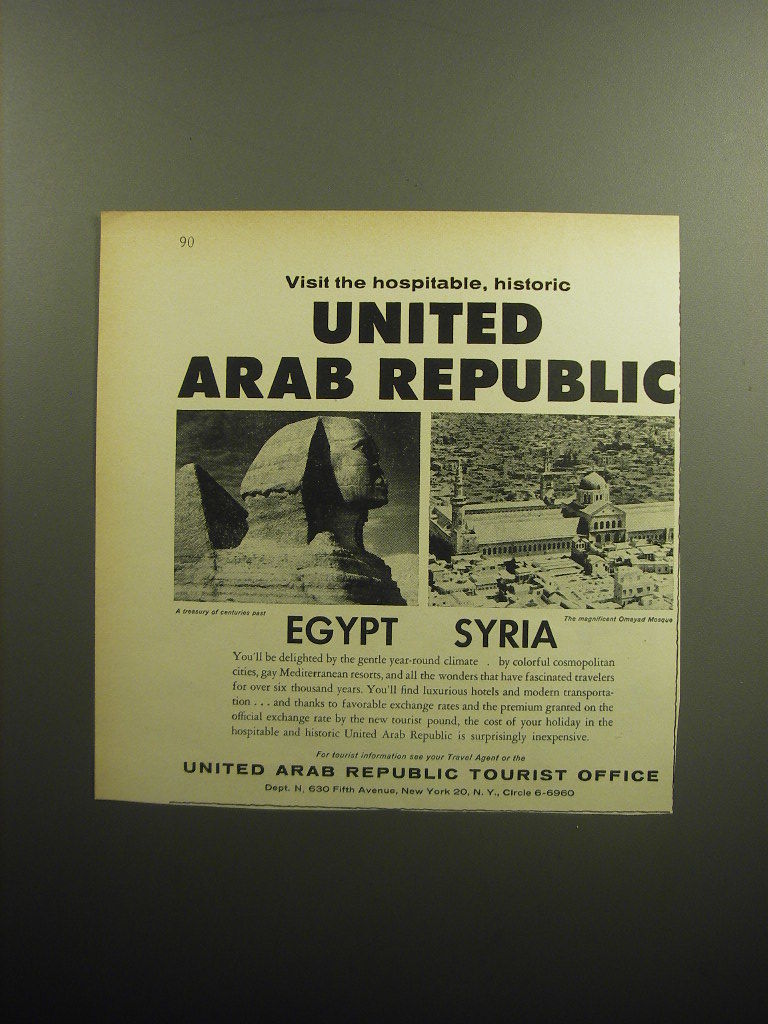 90
Visit the hospitable, historic
UNITED
ARAB REPUBLIC
A treasury of centuries past
The magnificent Omayad Mosque
EGYPT SYRIA
You'll be delighted by the gentle year-round climate . by colorful cosmopolitan
cities, gay Mediterranean resorts, and all the wonders that have fascinated travelers
for over six thousand years. You'll find luxurious hotels and modern transporta-
tion . . . and thanks to favorable exchange rates and the premium granted on the
official exchange rate by the new tourist pound, the cost of your holiday in the
hospitable and historic United Arab Republic is surprisingly inexpensive.
For tourist information see your Travel Agent or the
UNITED ARAB REPUBLIC TOURIST OFFICE
Dept. N, 630 Fifth Avenue, New York 20, N. Y., Circle 6-6960